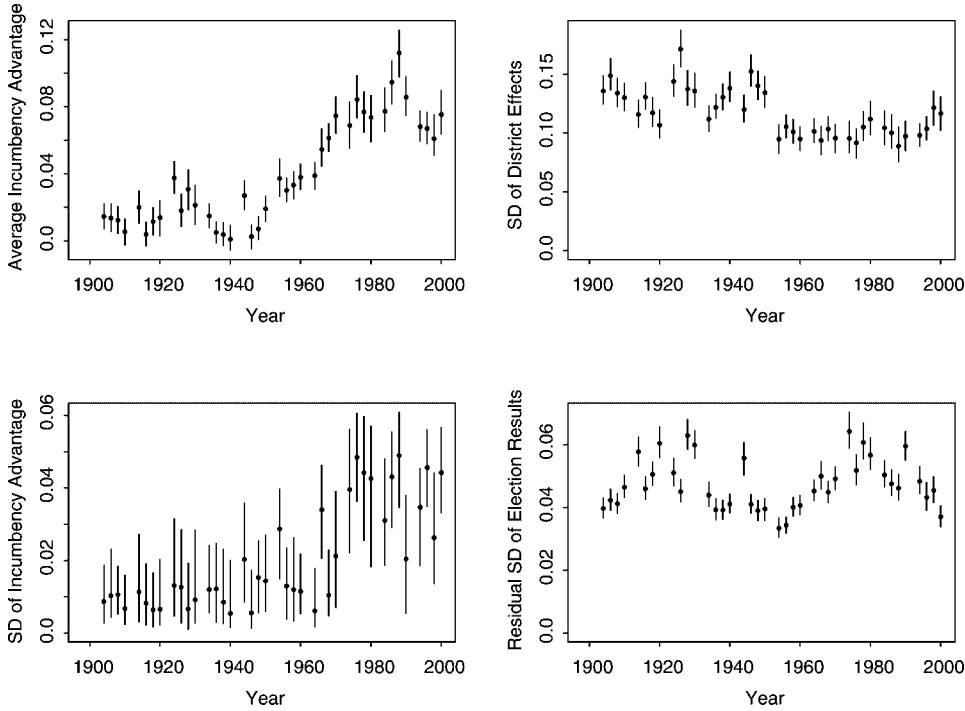 Average Incumbency Advantage
0.12
0.08
0.04
0.0
1900 1920 1940 1960 1980 2000
Year
SD of District Effects
0.15
0.10
0.05
0.0
1900 1920 1940 1960 1980 2000
Year
SD of Incumbency Advantage
0.06
0.04
0.02
0.0
1900 1920 1940 1960 1980 2000
Year
Residual SD of Election Results
0.06
0.04
0.02
0.0
1900 1920 1940 1960 1980 2000
Year